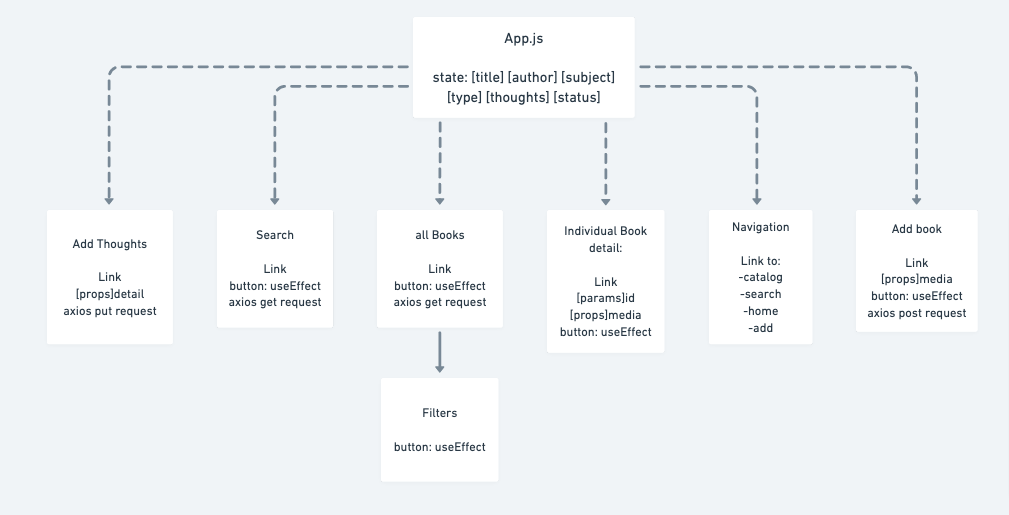 App.js
state: [title] [author] [subject]
[type] [thoughts] [status]
Add Thoughts
Link
[props]detail
axios put request
Search
Link
button: useEffect
axios get request
all Books
Link
button: useEffect
axios get request
Individual Book
detail:
Link
[params]id
[props]media
button: useEffect
Navigation
Link to:
-catalog
-search
-home
-add
Add book
Link
[props]media
button: useEffect
axios post request
Filters
button: useEffect